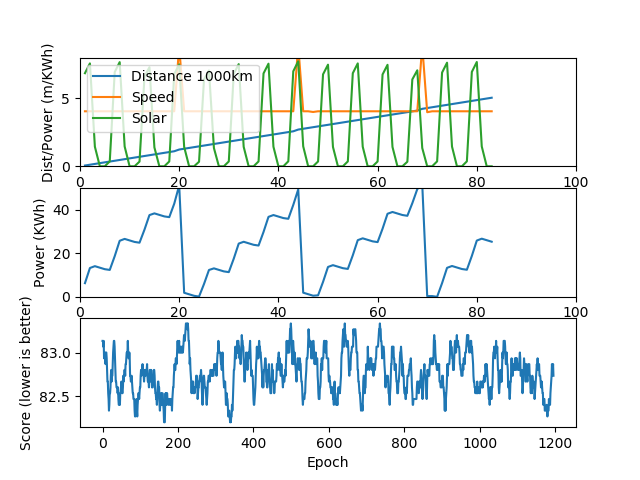 Dist/Power (m/KWh)
5
0
Distance 1000km
Speed
Solar
0 20 40 60 80 100
Power (KWh)
40
20
0
0 20 40 60 80 100
Score (lower is better)
83.0
82.5
0 200 400 600 800 1000 1200
Epoch